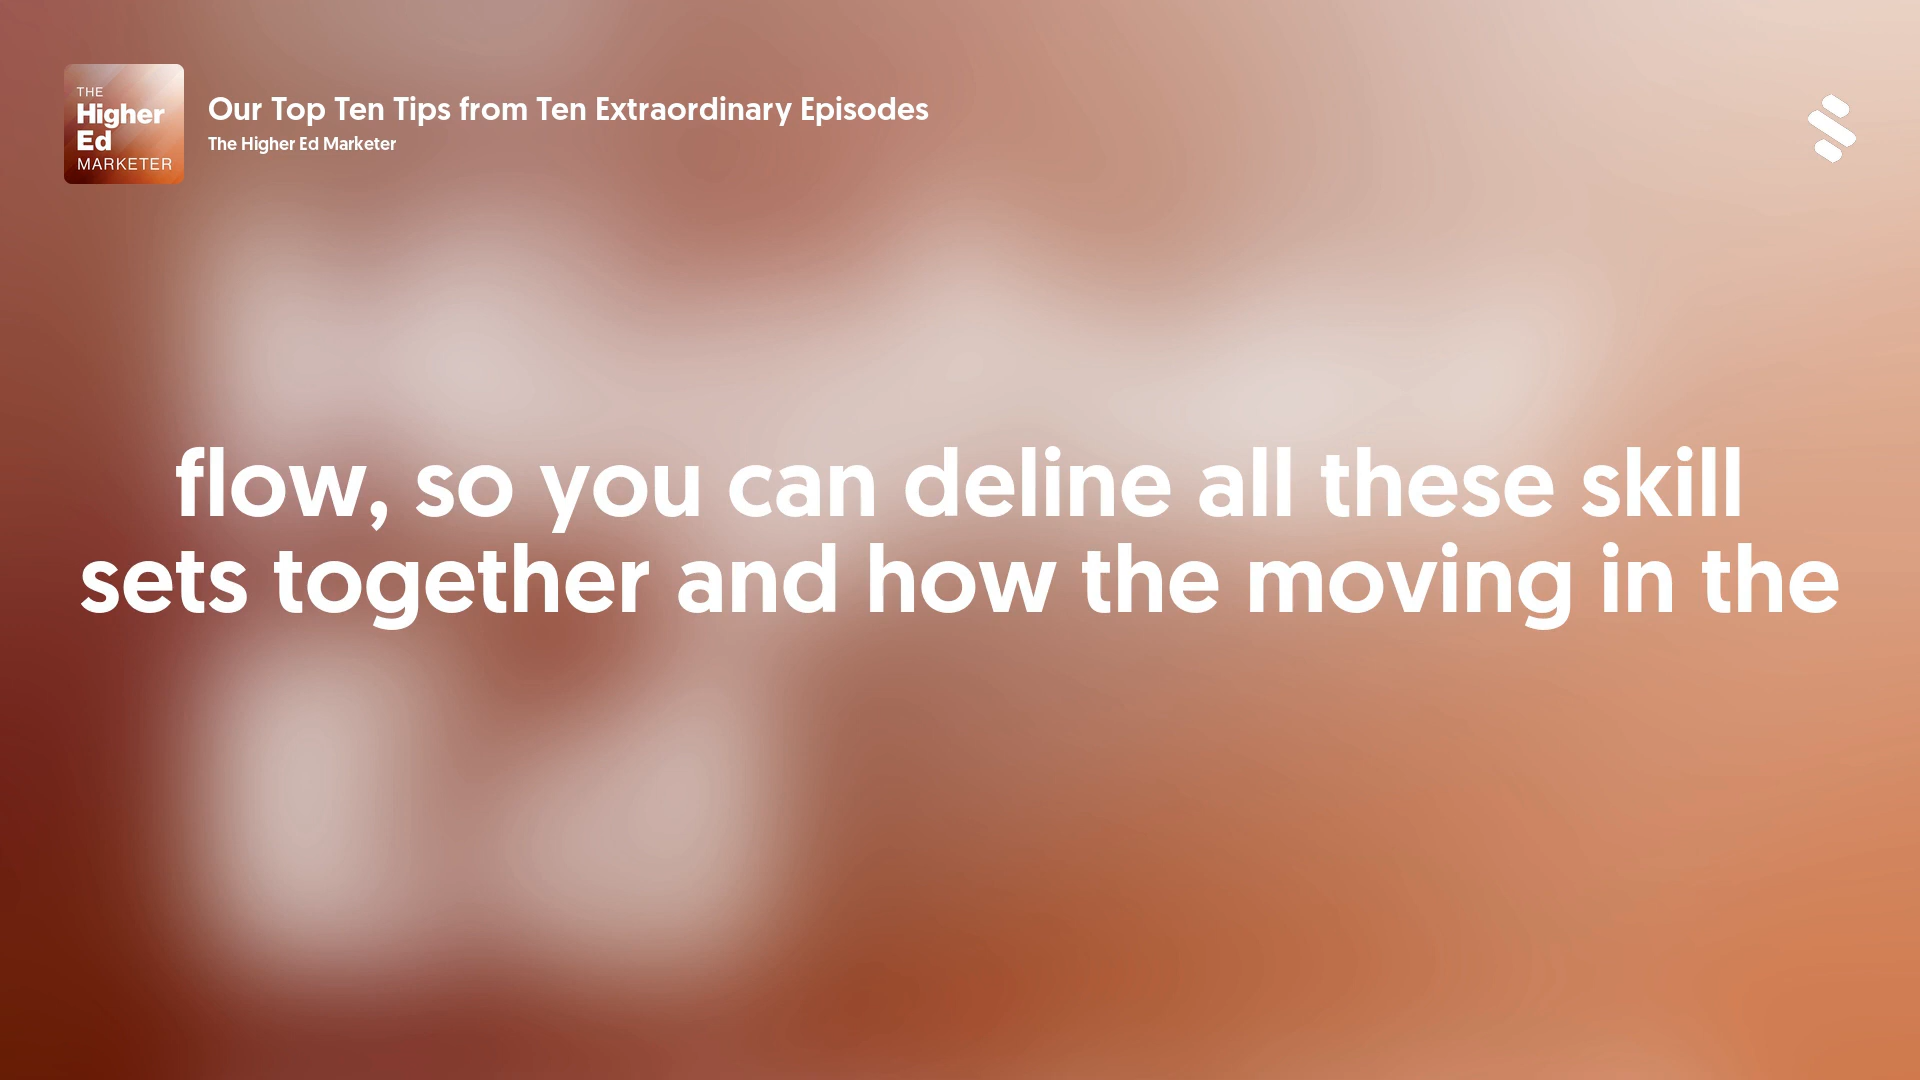 THE
Higher
Ed
MARKETER
Our Top Ten Tips from Ten Extraordinary Episodes
The Higher Ed Marketer
flow, so you can deline all these skill
sets together and how the moving in the